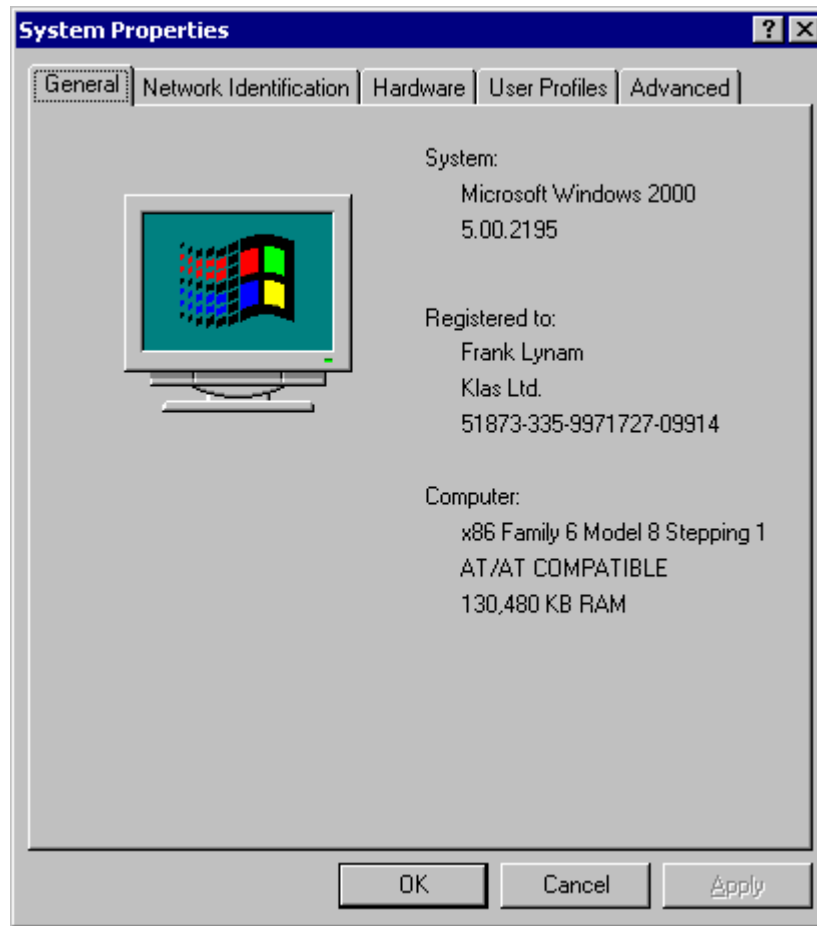 System Properties
General Network Identification Hardware User Profiles Advanced
System:
Microsoft Windows 2000
5.00.2195
Registered to:
Frank Lynam
Klas Ltd.
51873-335-9971727-09914
Computer:
x86 Family 6 Model 8 Stepping 1
AT/AT COMPATIBLE
130,480 KB RAM
OK Cancel Apply